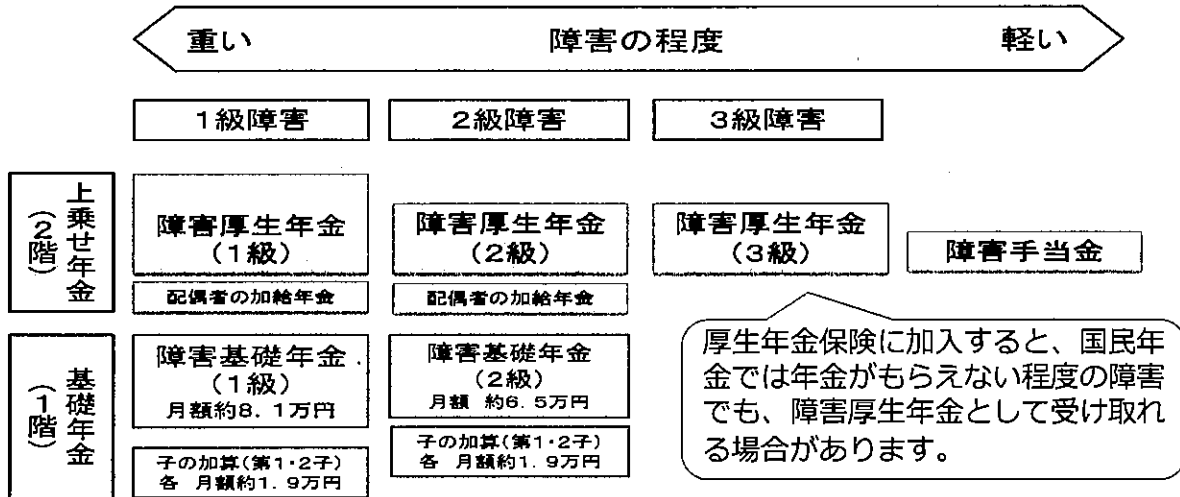 重い 障害の程度 軽い
1級障害 2級障害 3級障害
上乗せ年金
(2階)
障害厚生年金
(1級)
配偶者の加給年金
障害厚生年金
(2級)
配偶者の加給年金
障害厚生年金
(3級)
障害手当金
基礎年金
(1階)
障害基礎年金
(1級)
月額約8.1万円
子の加算(第1・2子)
各 月額約1.9万円
障害基礎年金
(2級)
月額 約6.5万円
子の加算(第1・2子)
各 月額約1.9万円
厚生年金保険に加入すると、国民年
金では年金がもらえない程度の障害
でも、障害厚生年金として受け取れ
る場合があります。